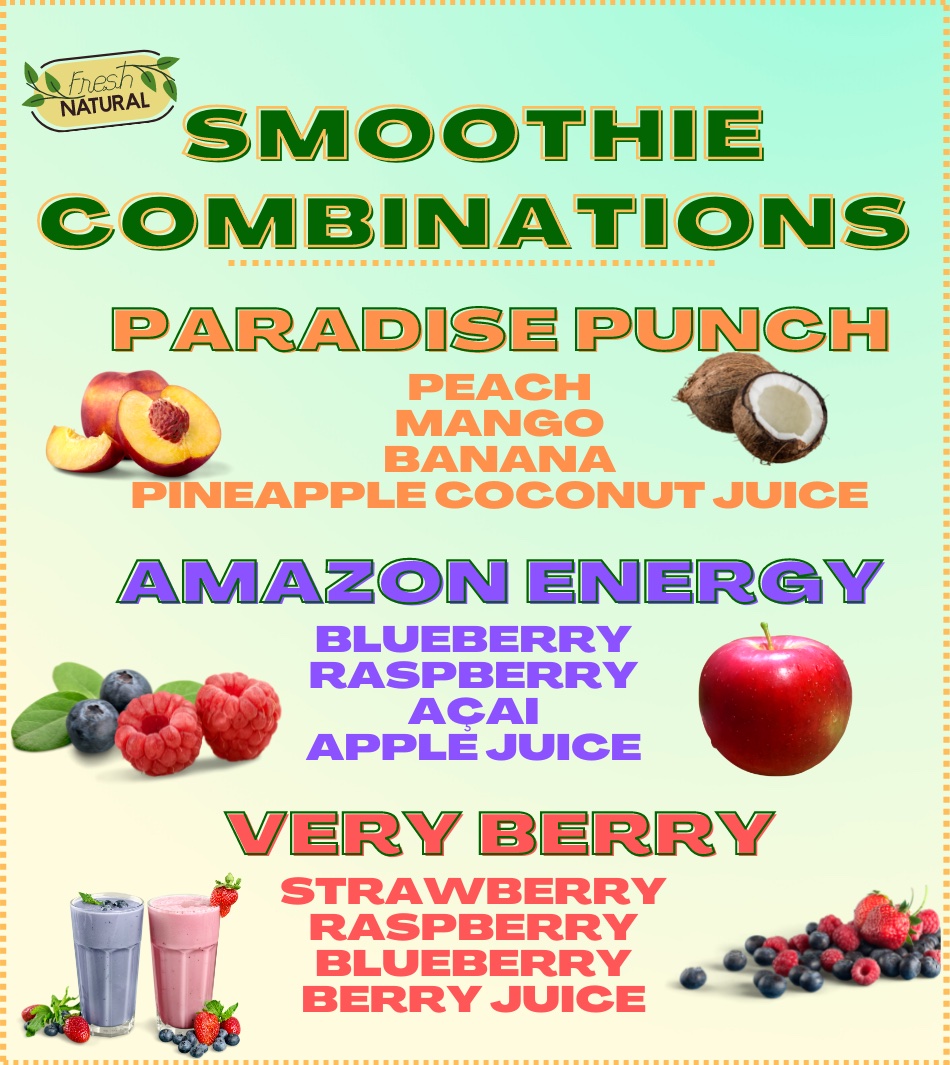 Fresh
NATURAL
SMOOTHIE
COMBINATIONS
PARADISE PUNCH
PEACH
MANGO
BANANA
PINEAPPLE COCONUT JUICE
AMAZON ENERGY
BLUEBERRY
RASPBERRY
AÇAI
APPLE JUICE
VERY BERRY
STRAWBERRY
RASPBERRY
BLUEBERRY
BERRY JUICE